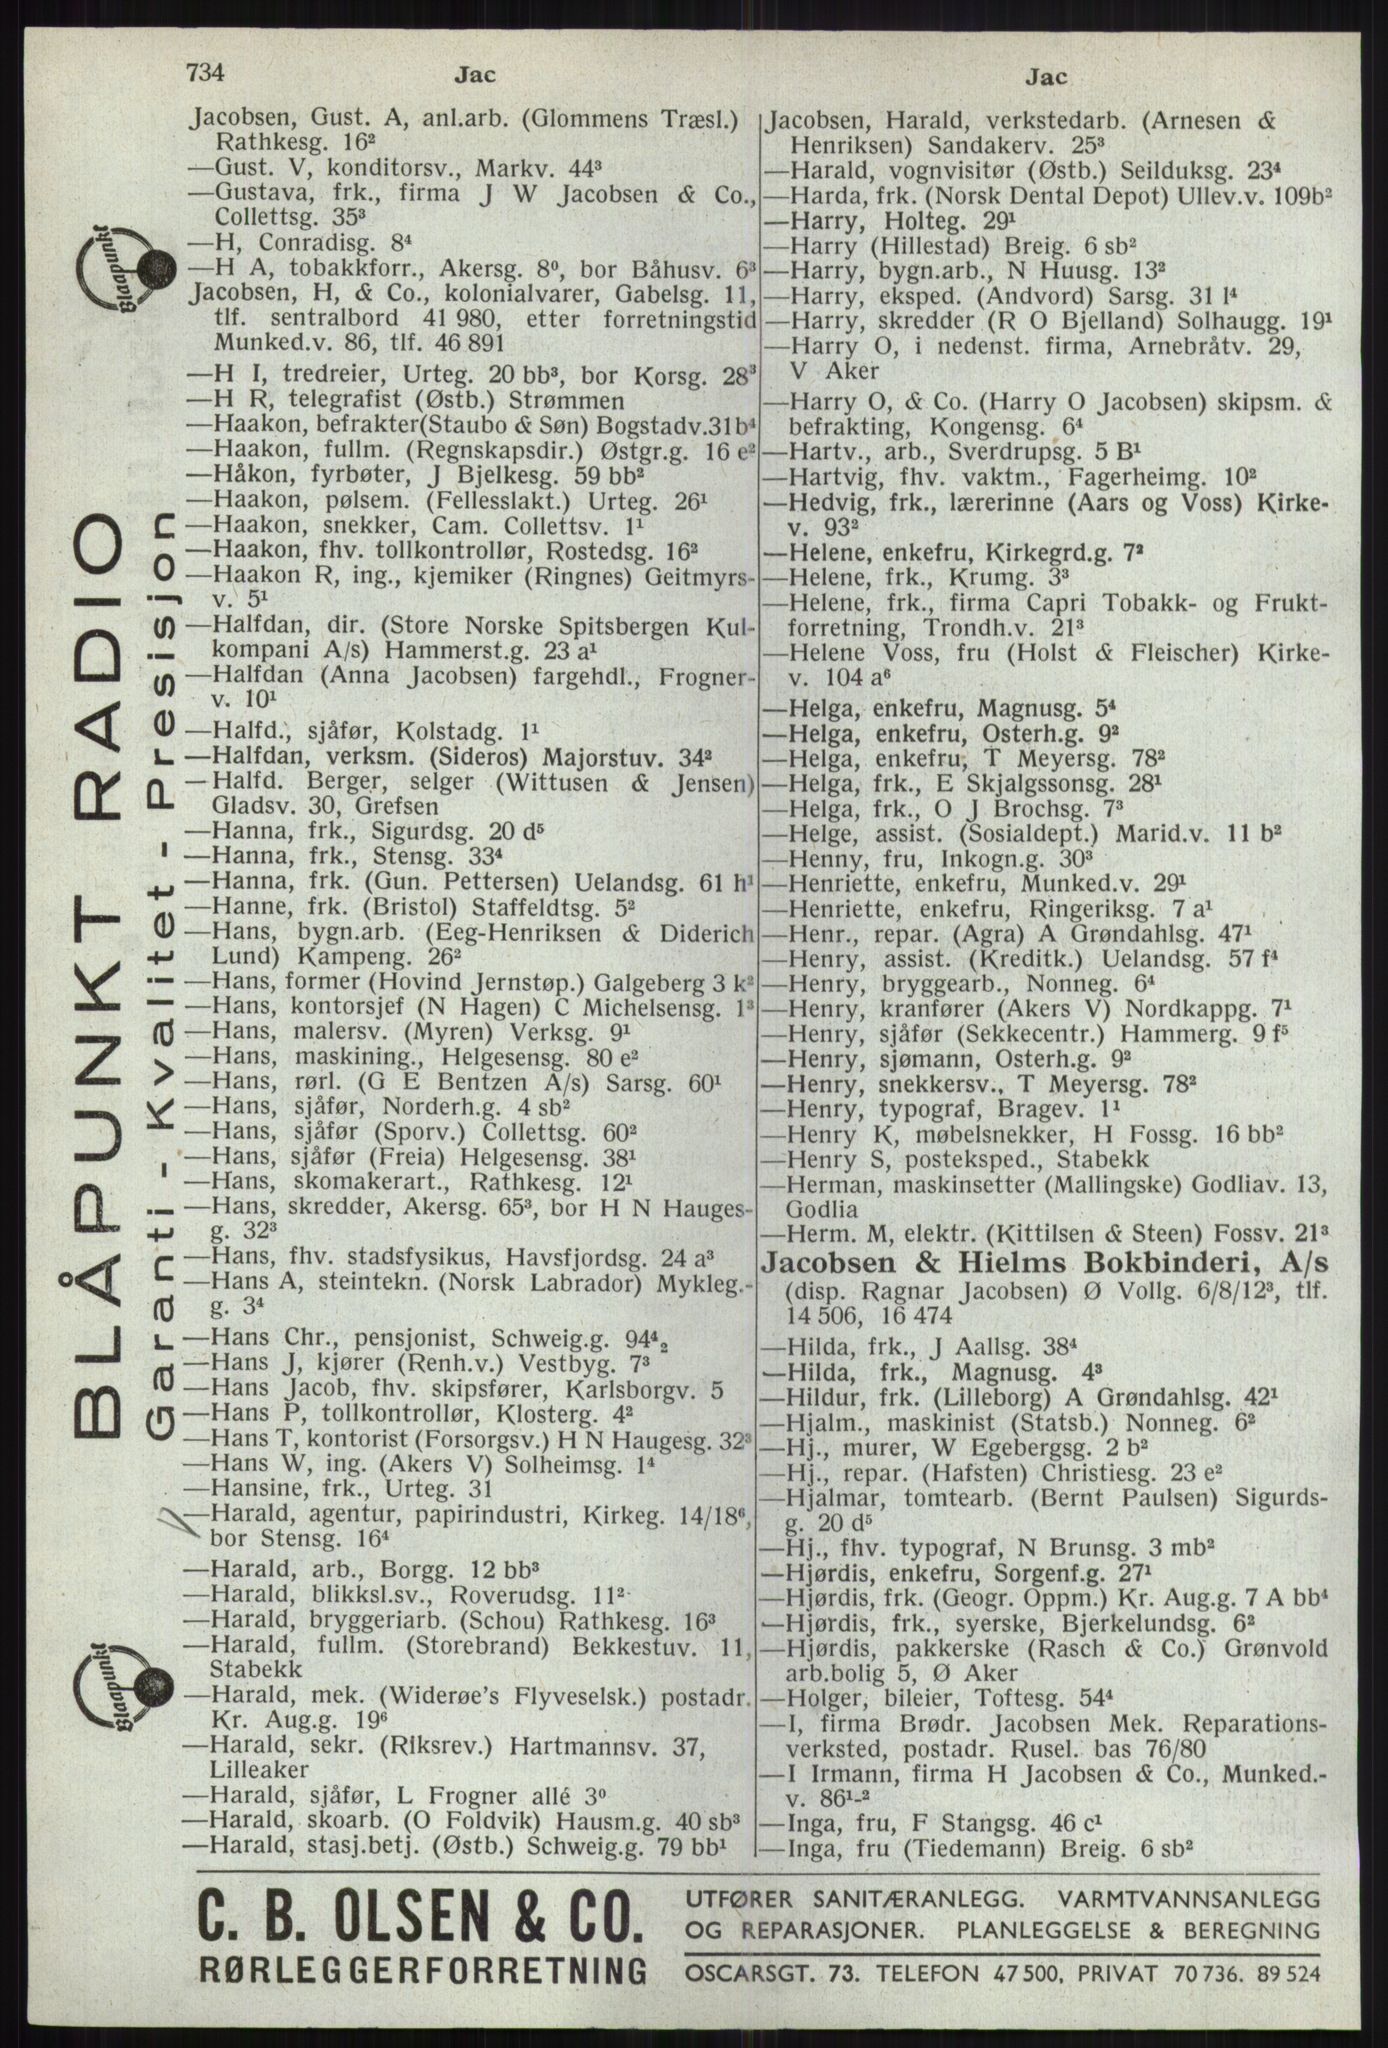 734
Jac
Jac
Jacobsen, Gust. A, anl.arb. (Glommens Træsl.)
Rathkesg. 16²
—Gust. V, konditorsv., Markv. 44³
—Gustava, frk., firma J W Jacobsen & Co.,
Collettsg. 35³
—H, Conradisg. 8⁴
—H A, tobakkforr., Akersg. 8⁰, bor Båhusv. 6³
Jacobsen, H, & Co., kolonialvarer, Gabelsg. 11,
tlf. sentralbord 41 980, etter forretningstid
Munked.v. 86, tlf. 46 891
—H I, tredreier, Urteg. 20 bb³, bor Korsg. 28³
—H R, telegrafist (Østb.) Strømmen
—Haakon, befrakter(Staubo & Søn) Bogstadv.31 b⁴
—Haakon, fullm. (Regnskapsdir.) Østgr.g. 16 e²
—Håkon, fyrbøter, J Bjelkesg. 59 bb²
—Haakon, pølsem. (Fellesslakt.) Urteg. 26¹
—Haakon, snekker, Cam. Collettsv. 1¹
—Haakon, fhv. tollkontrollør, Rostedsg. 16²
—Haakon R, ing., kjemiker (Ringnes) Geitmyrs-
v. 5¹
—Halfdan, dir. (Store Norske Spitsbergen Kul-
kompani A/s) Hammerst.g. 23 a¹
—Halfdan (Anna Jacobsen) fargehdl., Frogner-
v. 10¹
—Halfd., sjåfør, Kolstadg. 1¹
—Halfdan, verksm. (Sideros) Majorstuv. 34²
—Halfd. Berger, selger (Wittusen & Jensen)
Gladsv. 30, Grefsen
—Hanna, frk., Sigurdsg. 20 d⁵
—Hanna, frk., Stensg. 33⁴
—Hanna, frk. (Gun. Pettersen) Uelandsg. 61 h¹
—Hanne, frk. (Bristol) Staffeldtsg. 5²
—Hans, bygn.arb. (Eeg-Henriksen & Diderich
Lund) Kampeng. 26²
—Hans, former (Hovind Jernstøp.) Galgeberg 3 k²
—Hans, kontorsjef (N Hagen) C Michelsensg. 1³
—Hans, malersv. (Myren) Verksg. 9¹
—Hans, maskining., Helgesensg. 80 e²
—Hans, rørl. (G E Bentzen A/s) Sarsg. 60¹
—Hans, sjåfør, Norderh.g. 4 sb²
—Hans, sjåfør (Sporv.) Collettsg. 60²
—Hans, sjåfør (Freia) Helgesensg. 38¹
—Hans, skomakerart., Rathkesg. 12¹
—Hans, skredder, Akersg. 65³, bor H N Hauges-
g. 32³
—Hans, fhv. stadsfysikus, Havsfjordsg. 24 a³
—Hans A, steintekn. (Norsk Labrador) Mykleg.-
g. 3⁴
—Hans Chr., pensjonist, Schweig.g. 94⁴₂
—Hans J, kjører (Renh.v.) Vestbyg. 7³
—Hans Jacob, fhv. skipsfører, Karlsborgv. 5
—Hans P, tollkontrollør, Klosterg. 4²
—Hans T, kontorist (Forsorgsv.) H N Haugesg. 32³
—Hans W, ing. (Akers V) Solheimsg. 1⁴
—Hansine, frk., Urteg. 31
—Harald, agentur, papirindustri, Kirkeg. 14/18⁶,
bor Stensg. 16⁴
—Harald, arb., Borgg. 12 bb³
—Harald, blikksl.sv., Roverudsg. 11²
—Harald, bryggeriarb. (Schou) Rathkesg. 16³
—Harald, fullm. (Storebrand) Bekkestuv. 11,
Stabekk
—Harald, mek. (Widerøe's Flyveselsk.) postadr.
Kr. Aug.g. 19⁶
—Harald, sekr. (Riksrev.) Hartmannsv. 37,
Lilleaker
—Harald, sjåfør, L Frogner allé 3⁰
—Harald, skoarb. (O Foldvik) Hausm.g. 40 sb³
—Harald, stasj.betj. (Østb.) Schweig.g. 79 bb¹
Jacobsen, Harald, verkstedarb. (Arnesen &
Henriksen) Sandakerv. 25³
—Harald, vognvisitør (Østb.) Seilduksg. 23⁴
—Harda, frk. (Norsk Dental Depot) Ullev.v. 109b²
—Harry, Holteg. 29¹
—Harry (Hillestad) Breig. 6 sb²
—Harry, bygn.arb., N Huusg. 13²
—Harry, eksped. (Andvord) Sarsg. 31 l⁴
—Harry, skredder (R O Bjelland) Solhaugg. 19¹
—Harry O, i nedenst. firma, Arnebråtv. 29,
V Aker
—Harry O, & Co. (Harry O Jacobsen) skipsm. &
befrakting, Kongensg. 6⁴
—Hartv., arb., Sverdrupsg. 5 B¹
—Hartvig, fhv. vaktm., Fagerheimg. 10²
—Hedvig, frk., lærerinne (Aars og Voss) Kirke-
v. 93²
—Helene, enkefru, Kirkegrd.g. 7²
—Helene, frk., Krumg. 3³
—Helene, frk., firma Capri Tobakk- og Frukt-
forretning, Trondh.v. 21³
—Helene Voss, fru (Holst & Fleischer) Kirke-
v. 104 a⁶
—Helga, enkefru, Magnusg. 5⁴
—Helga, enkefru, Osterh.g. 9²
—Helga, enkefru, T Meyersg. 78²
—Helga, frk., E Skjalgssonsg. 28¹
—Helga, frk., O J Brochsg. 7³
—Helge, assist. (Sosialdept.) Marid.v. 11 b²
—Henny, fru, Inkogn.g. 30³
—Henriette, enkefru, Munked.v. 29¹
—Henriette, enkefru, Ringeriksg. 7 a¹
—Henr., repar. (Agra) A Grøndahlsg. 47¹
—Henry, assist. (Kreditk.) Uelandsg. 57 f⁴
—Henry, bryggearb., Nonneg. 6⁴
—Henry, kranfører (Akers V) Nordkappg. 7¹
—Henry, sjåfør (Sekkecentr.) Hammerg. 9 f⁵
—Henry, sjømann, Osterh.g. 9²
—Henry, snekkersv., T Meyersg. 78²
—Henry, typograf, Bragev. 1¹
—Henry K, møbelsnekker, H Fossg. 16 bb²
—Henry S, posteksped., Stabekk
—Herman, maskinsetter (Mallingske) Godliav. 13,
Godlia
—Herm. M, elektr. (Kittilsen & Steen) Fossv. 21³
Jacobsen & Hielms Bokbinderi, A/s
(disp. Ragnar Jacobsen) Ø Vollg. 6/8/12³, tlf.
14 506, 16 474
—Hilda, frk., J Aallsg. 38⁴
—Hilda, frk., Magnusg. 4³
—Hildur, frk. (Lilleborg) A Grøndahlsg. 42¹
—Hjalm., maskinist (Statsb.) Nonneg. 6²
—Hj., murer, W Egebergsg. 2 b²
—Hj., repar. (Hafsten) Christiesg. 23 e²
—Hjalmar, tomtearb. (Bernt Paulsen) Sigurds-
g. 20 d⁵
—Hj., fhv. typograf, N Brunsg. 3 mb²
—Hjørdis, enkefru, Sorgenf.g. 27¹
—Hjørdis, frk. (Geogr. Oppm.) Kr. Aug.g. 7 A bb⁴
—Hjørdis, frk., syerske, Bjerkelundsg. 6²
—Hjørdis, pakkerske (Rasch & Co.) Grønvold
arb.bolig 5, Ø Aker
—Holger, bileier, Toftesg. 54⁴
—I, firma Brødr. Jacobsen Mek. Reparations-
verksted, postadr. Rusel. bas 76/80
—I Irmann, firma H Jacobsen & Co., Munked.-
v. 86¹-²
—Inga, fru, F Stangsg. 46 c¹
—Inga, fru (Tiedemann) Breig. 6 sb²
Blaapunkt
BLÅPUNKT RADIO
Garanti - Kvalitet - Presisjon
Blaapunkt
C. B. OLSEN & CO.
RØRLEGGERFORRETNING
UTFØRER SANITÆRANLEGG. VARMTVANNSANLEGG
OG REPARASJONER. PLANLEGGELSE & BEREGNING
OSCARSGT. 73. TELEFON 47 500, PRIVAT 70 736. 89 524